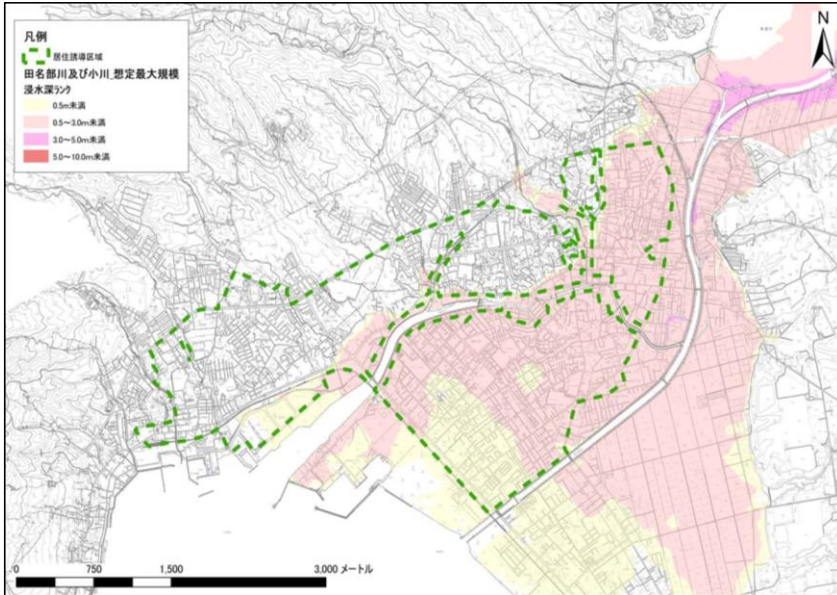 凡例
居住誘導区域
田名部川及び小川_想定最大規模
浸水深ランク
0.5m未満
0.5～3.0m未満
3.0～5.0m未満
5.0～10.0m未満
N
0 750 1,500 3,000 メートル